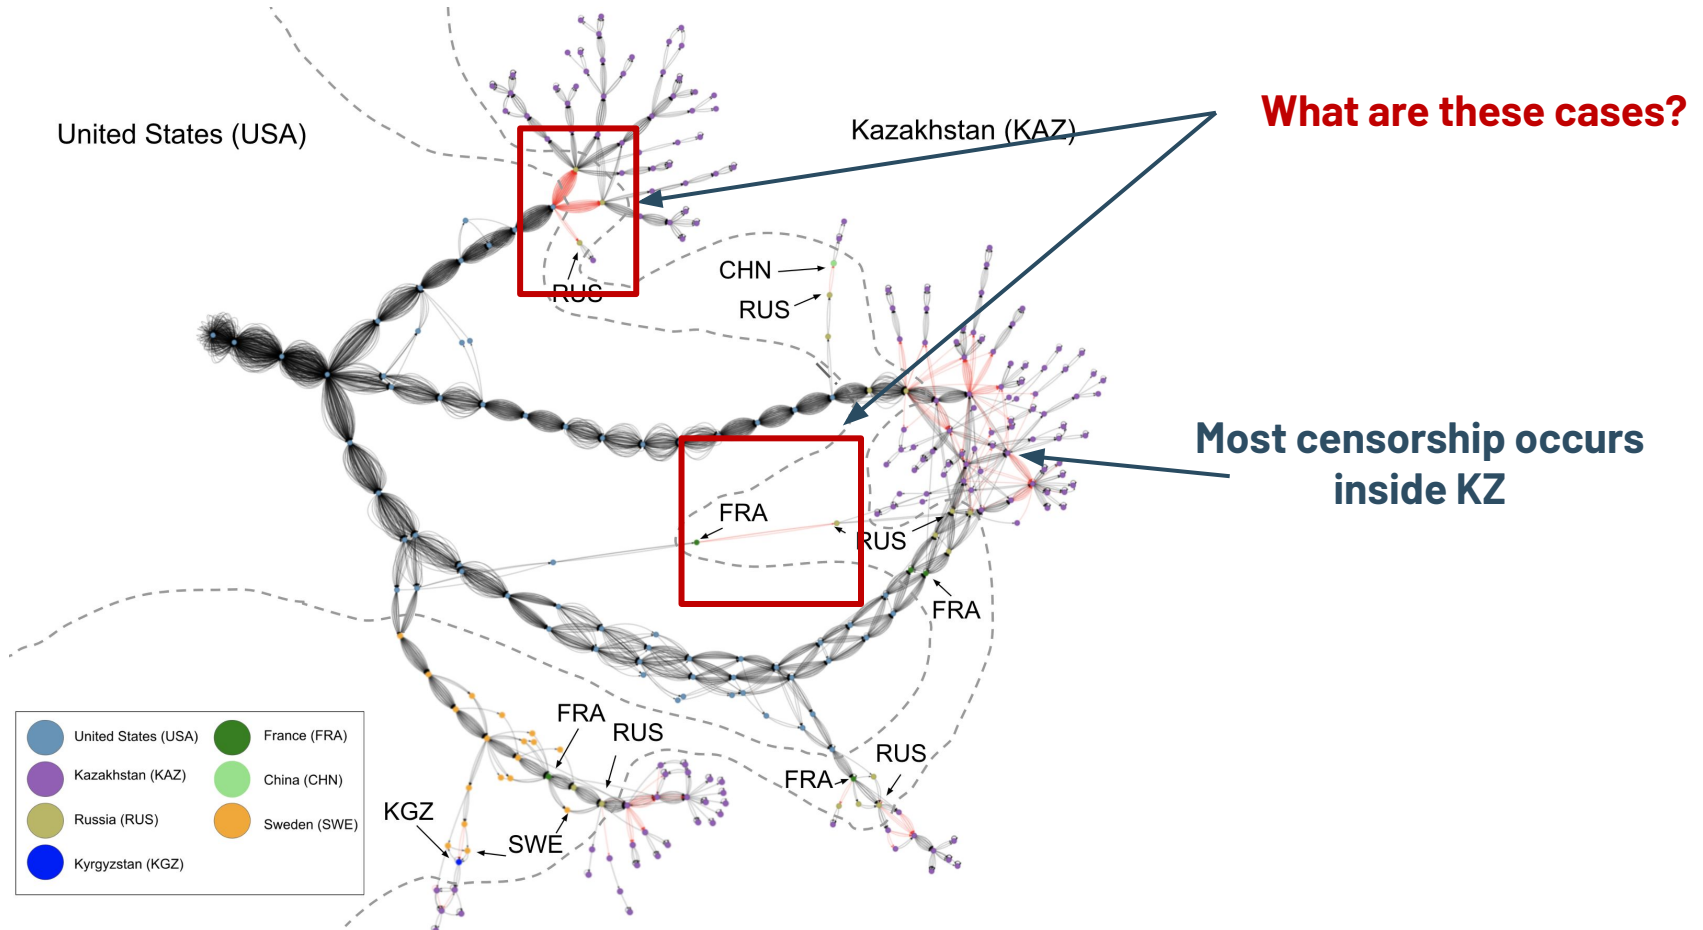 What are these cases?
United States (USA)
Kazakhstan (KAZ)
RUS
CHN
RUS
Most censorship occurs
inside KZ
FRA
RUS
FRA
FRA
RUS
RUS
FRA
KGZ
SWE
United States (USA)
France (FRA)
Kazakhstan (KAZ)
China (CHN)
Russia (RUS)
Sweden (SWE)
Kyrgyzstan (KGZ)